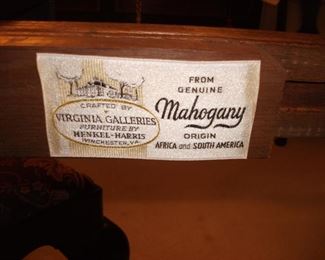 CRAFTED BY
VIRGINIA GALLERIES
FURNITURE BY
HENKEL-HARRIS
WINCHESTER, VA.
FROM
GENUINE
Mahogany
ORIGIN
AFRICA and SOUTH AMERICA